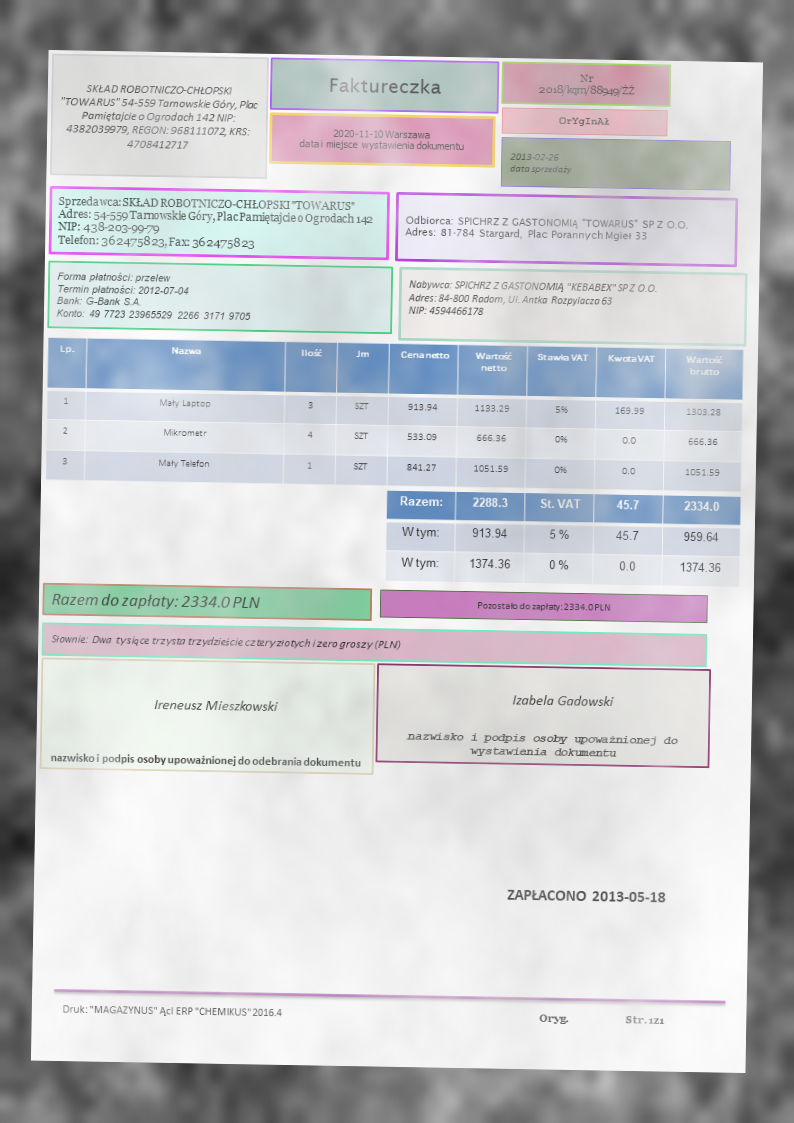 SKŁAD ROBOTNICZO-CHŁOPSKI
"TOWARUS" 54-559 Tarnowskie Góry, Plac
Pamiętajcie o Ogrodach 142 NIP:
4382039979, REGON: 968111072, KRS:
4708412717
Faktureczka
2020-11-10 Warszawa
data i miejsce wystawienia dokumentu
Nr
2018/kqm/88949/ŻŻ
OrYgInAŁ
2013-02-26
data sprzedaży
Sprzedawca: SKŁAD ROBOTNICZO-CHŁOPSKI "TOWARUS"
Adres: 54-559 Tarnowskie Góry, Plac Pamiętajcie o Ogrodach 142
NIP: 438-203-99-79
Telefon: 362475823, Fax: 362475823
Odbiorca: SPICHRZ Z GASTONOMIĄ "TOWARUS" SP Z O.O.
Adres: 81-784 Stargard, Plac Porannych Mgieł 33
Forma płatności: przelew
Termin płatności: 2012-07-04
Bank: G-Bank S.A.
Konto: 49 7723 23965529 2266 3171 9705
Nabywca: SPICHRZ Z GASTONOMIĄ "KEBABEX" SP Z O.O.
Adres: 84-800 Radom, Ul. Antka Rozpylacza 63
NIP: 4594466178
Lp. Nazwa Ilość Jm Cena netto Wartość netto Stawka VAT Kwota VAT Wartość brutto
1 Mały Laptop 3 SZT 913.94 1133.29 5% 169.99 1303.28
2 Mikrometr 4 SZT 533.09 666.36 0% 0.0 666.36
3 Mały Telefon 1 SZT 841.27 1051.59 0% 0.0 1051.59
Razem: 2288.3 St. VAT 45.7 2334.0
W tym: 913.94 5 % 45.7 959.64
W tym: 1374.36 0 % 0.0 1374.36
Razem do zapłaty: 2334.0 PLN
Pozostało do zapłaty: 2334.0 PLN
Słownie: Dwa tysiące trzysta trzydzieście cztery złotych i zero groszy (PLN)
Ireneusz Mieszkowski
nazwisko i podpis osoby upoważnionej do odebrania dokumentu
Izabela Gadowski
nazwisko i podpis osoby upoważnionej do
wystawienia dokumentu
ZAPŁACONO 2013-05-18
Druk: "MAGAZYNUS" Ącl ERP "CHEMIKUS" 2016.4
Oryg.
Str. 1z1